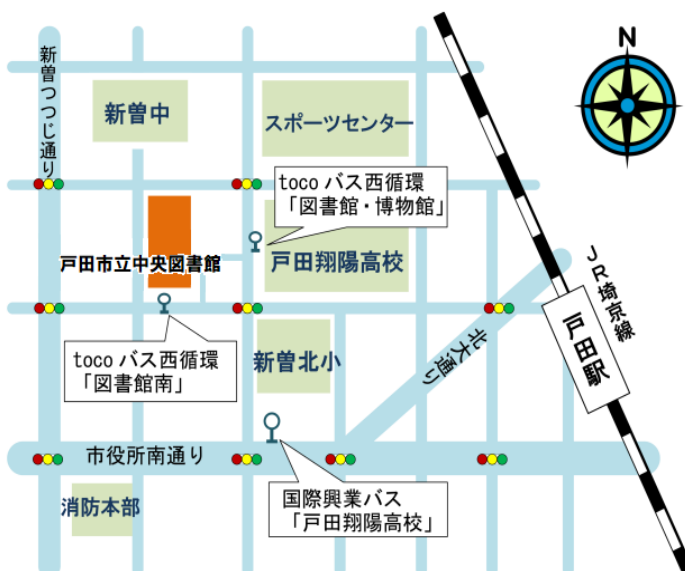 N
新曽つつじ通り
新曽中
スポーツセンター
tocoバス西循環
「図書館・博物館」
戸田市立中央図書館
戸田翔陽高校
JR埼京線
戸田駅
北大通り
tocoバス西循環
「図書館南」
新曽北小
市役所南通り
国際興業バス
「戸田翔陽高校」
消防本部